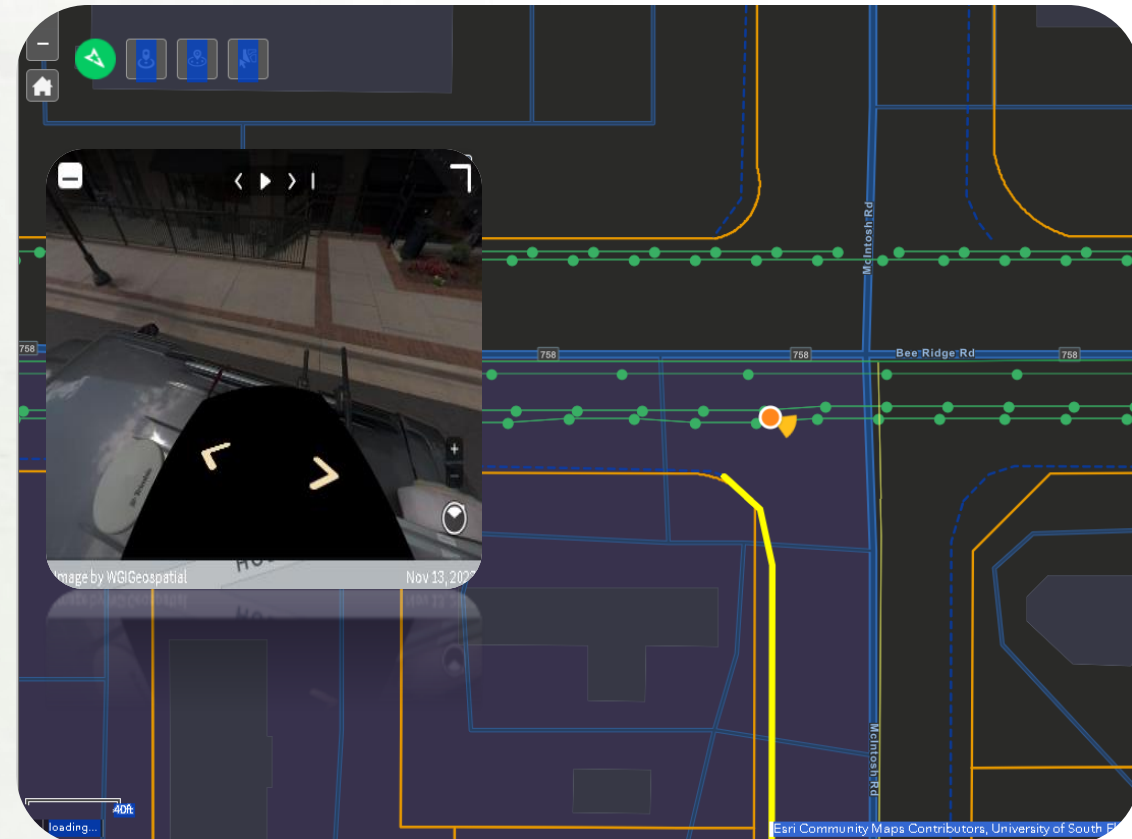 McIntosh Rd
758
758
758
758
Bee Ridge Rd
Image by WGIGeospatial
Nov 13, 202
McIntosh Rd
40ft
loading...
Esri Community Maps Contributors, University of South F